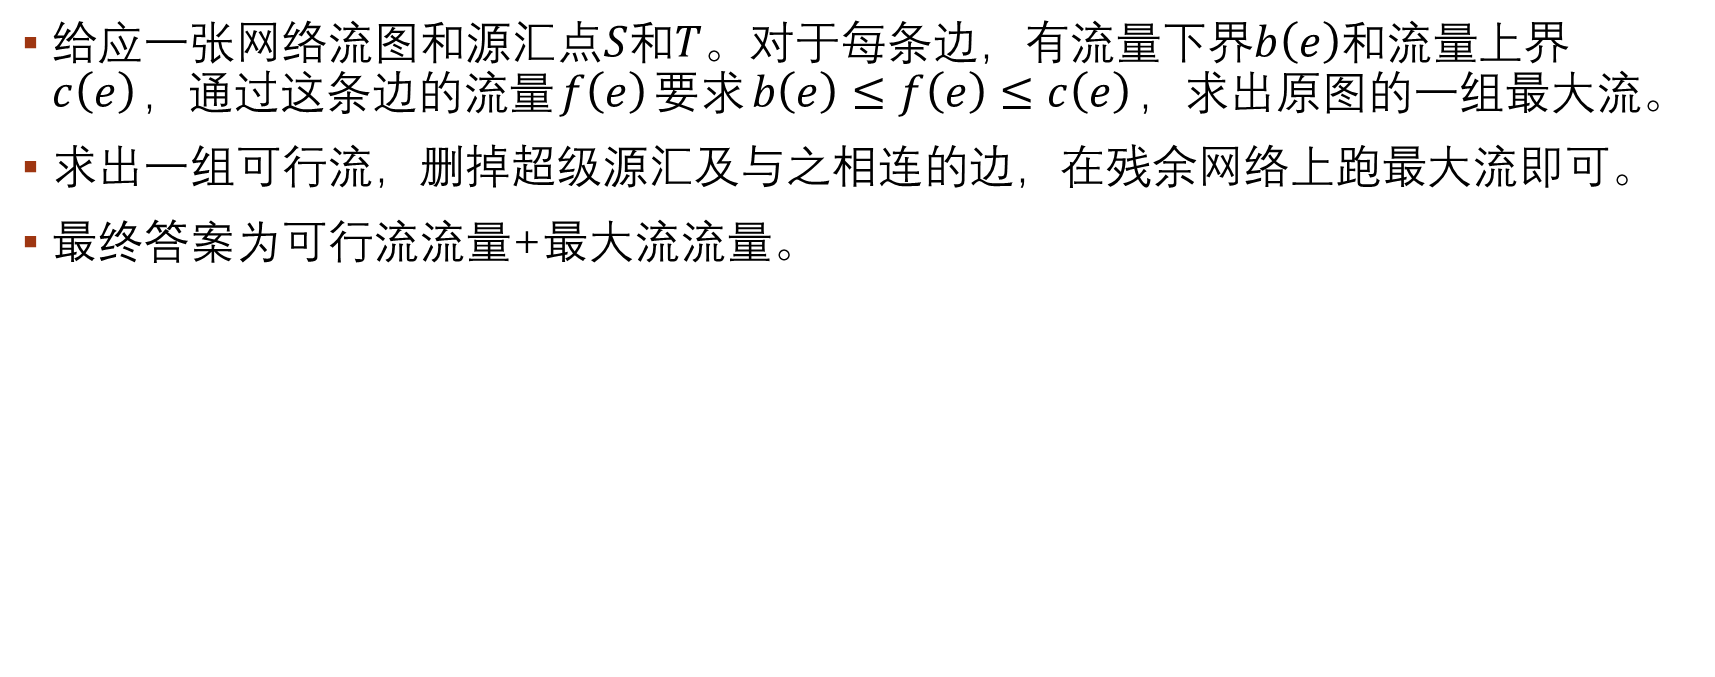 ▪ 给应一张网络流图和源汇点S和T。对于每条边，有流量下界b(e)和流量上界
c(e)，通过这条边的流量f(e)要求b(e) ≤ f(e) ≤ c(e)，求出原图的一组最大流。
▪ 求出一组可行流，删掉超级源汇及与之相连的边，在残余网络上跑最大流即可。
▪ 最终答案为可行流流量+最大流流量。